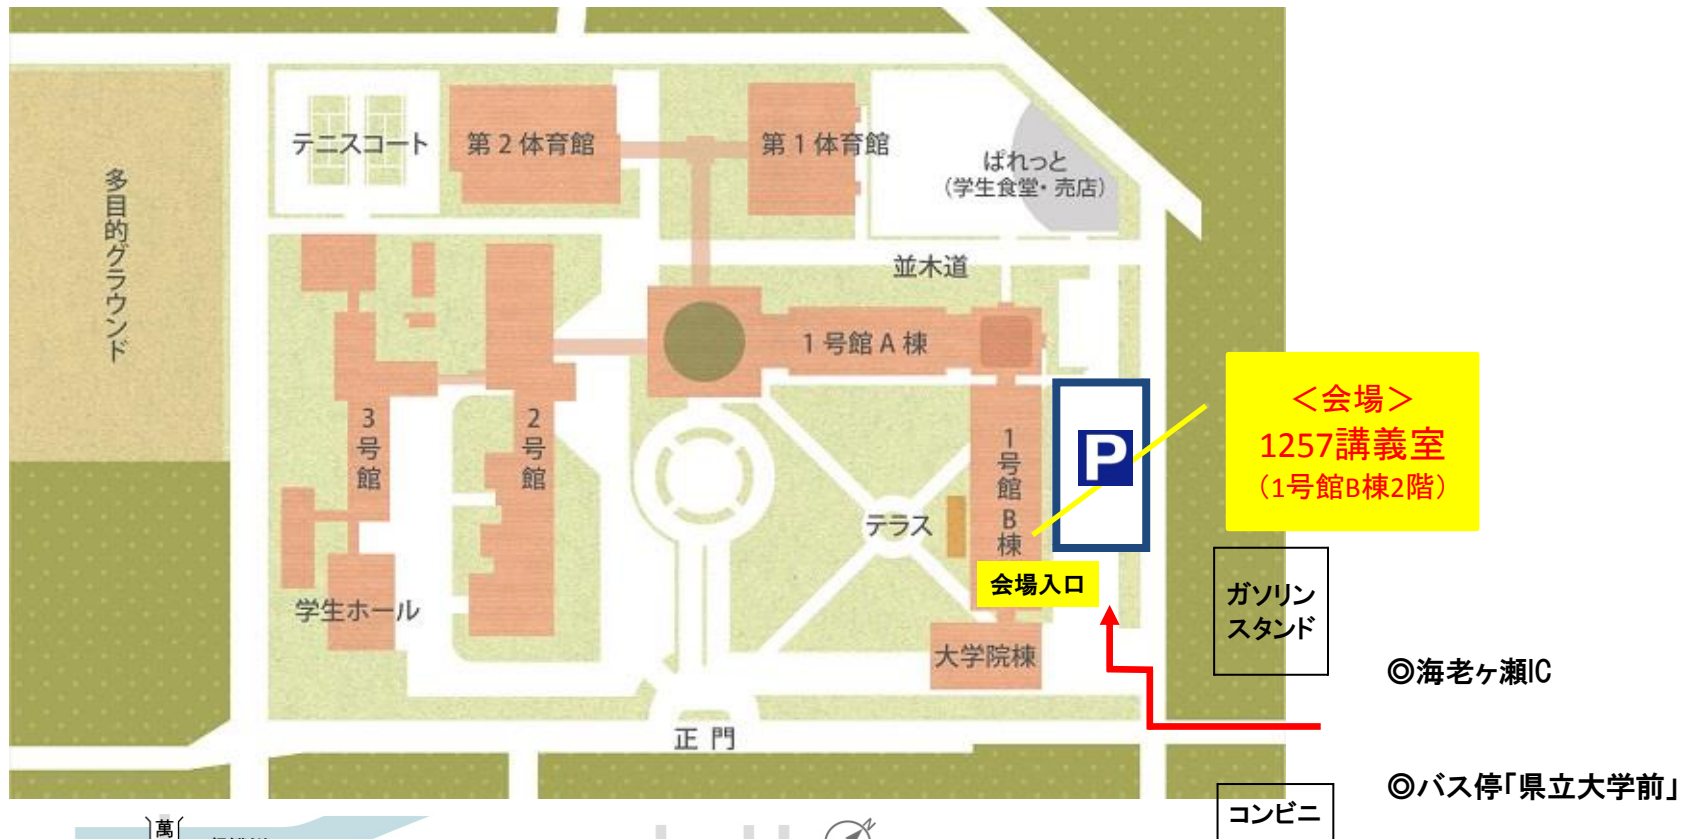 テニスコート
第2体育館
第1体育館
ぱれっと
(学生食堂・売店)
多目的グラウンド
並木道
1号館A棟
3号館
2号館
1号館B棟
P
<会場>
1257講義室
(1号館B棟2階)
テラス
会場入口
ガソリン
スタンド
学生ホール
大学院棟
◎海老ヶ瀬IC
正門
◎バス停「県立大学前」
コンビニ
萬
N